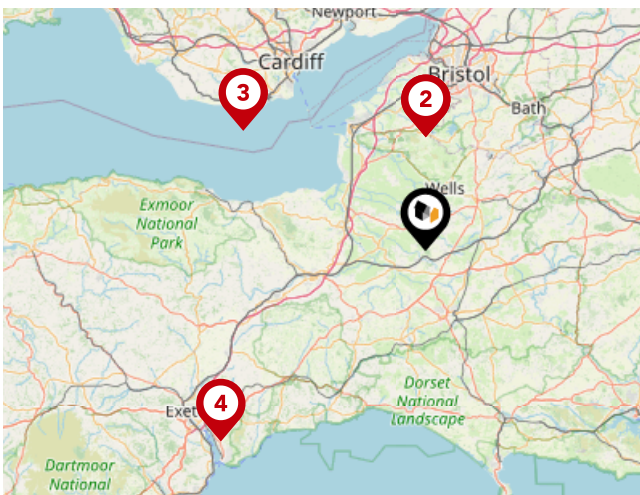 Newport
Cardiff
Bristol
3
2
Bath
Wells
Exmoor
National
Park
Dorset
National
Landscape
4
Exet
Dartmoor
National